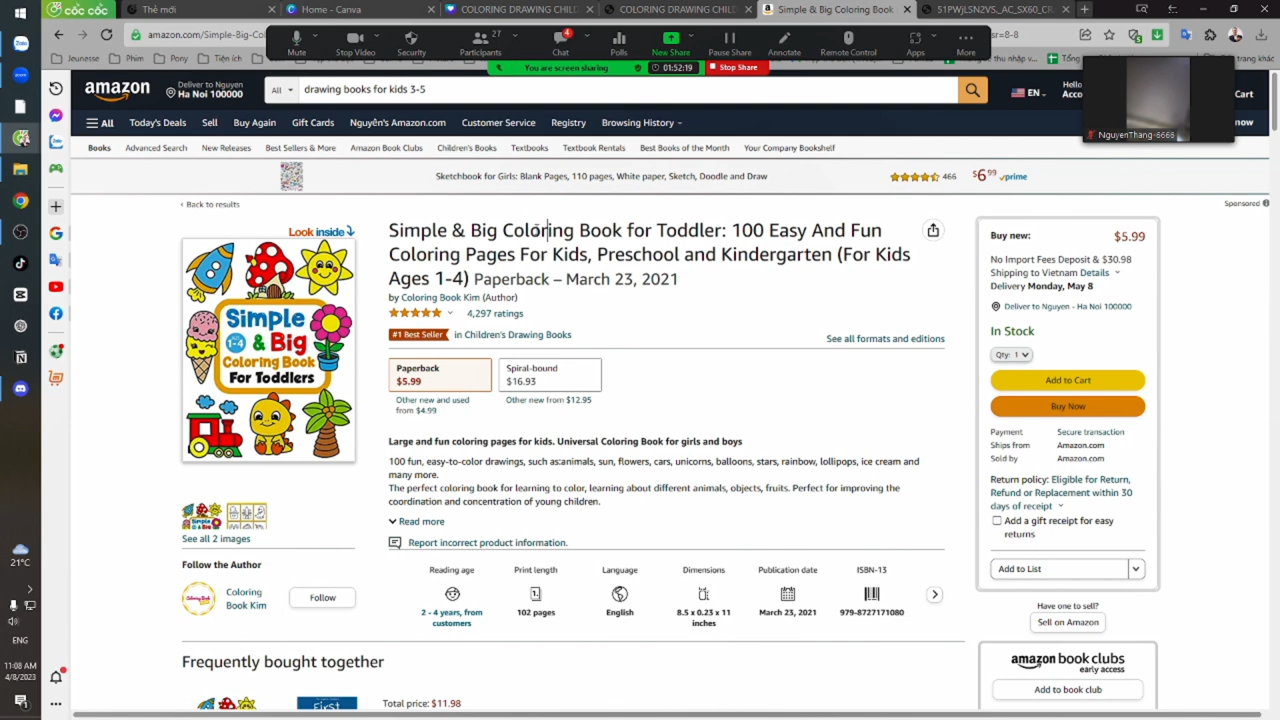 Thẻ mới
Home - Canva
COLORING DRAWING CHILD
COLORING DRAWING CHILD
Simple & Big Coloring Book
51PWjLSN2VS._AC_SX60_CR,
amazon.com/Simple-Big-Col
sr=8-8
Mute
Stop Video
Security
27
Participants
4
Chat
Polls
New Share
Pause Share
Annotate
Remote Control
Apps
More
Jeunesse
Phim
Pony
You are screen sharing
01:52:19
Stop Share
NguyenThang-6666
amazon
Deliver to Nguyen
Ha Noi 100000
All
drawing books for kids 3-5
EN
Hello
Acco
Cart
All
Today's Deals
Sell
Buy Again
Gift Cards
Nguyên's Amazon.com
Customer Service
Registry
Browsing History
now
Books
Advanced Search
New Releases
Best Sellers & More
Amazon Book Clubs
Children's Books
Textbooks
Textbook Rentals
Best Books of the Month
Your Company Bookshelf
Sketchbook for Girls: Blank Pages, 110 pages, White paper, Sketch, Doodle and Draw
466
$6.99 prime
‹ Back to results
Sponsored
Look inside
Simple
& Big
Coloring Book
For Toddlers
See all 2 images
Follow the Author
Coloring
Book Kim
Follow
Simple & Big Coloring Book for Toddler: 100 Easy And Fun
Coloring Pages For Kids, Preschool and Kindergarten (For Kids
Ages 1-4) Paperback – March 23, 2021
by Coloring Book Kim (Author)
4,297 ratings
#1 Best Seller in Children's Drawing Books
See all formats and editions
Paperback
$5.99
Spiral-bound
$16.93
Other new and used
from $4.99
Other new from $12.95
Large and fun coloring pages for kids. Universal Coloring Book for girls and boys
100 fun, easy-to-color drawings, such as:animals, sun, flowers, cars, unicorns, balloons, stars, rainbow, lollipops, ice cream and
many more.
The perfect coloring book for learning to color, learning about different animals, objects, fruits. Perfect for improving the
coordination and concentration of young children.
Read more
Report incorrect product information.
Reading age
2 - 4 years, from
customers
Print length
102 pages
Language
English
Dimensions
8.5 x 0.23 x 11
inches
Publication date
March 23, 2021
ISBN-13
979-8727171080
Buy new:
$5.99
No Import Fees Deposit & $30.98
Shipping to Vietnam Details
Delivery Monday, May 8
Deliver to Nguyen - Ha Noi 100000
In Stock
Qty: 1
Add to Cart
Buy Now
Payment Secure transaction
Ships from Amazon.com
Sold by Amazon.com
Return policy: Eligible for Return,
Refund or Replacement within 30
days of receipt
Add a gift receipt for easy
returns
Add to List
Have one to sell?
Sell on Amazon
amazon book clubs
early access
Add to book club
Frequently bought together
First
Total price: $11.98
21°C
ENG
11:08 AM
4/8/2023